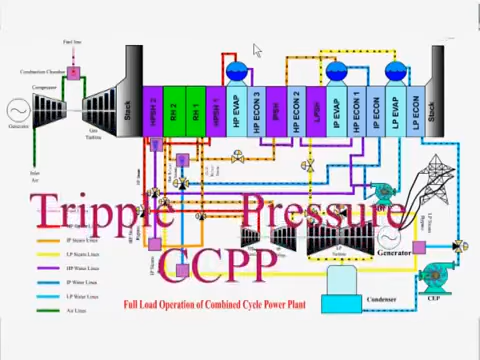 Fuel Gas
Combustion Chamber
Compressor
Generator
Gas Turbine
Inlet Air
Stack
HPSH 2
RH 2
RH 1
HPSH 1
HP EVAP
HP ECON 3
IPSH
HP ECON 2
LPSH
IP EVAP
HP ECON 1
IP ECON
LP EVAP
LP ECON
Stack
Tripple Pressure
CCPP
IP Steam Lines
LP Steam Lines
HP Water Lines
IP Water Lines
LP Water Lines
Air Lines
LP Turbine
Generator
Condenser
CEP
Full Load Operation of Combined Cycle Power Plant